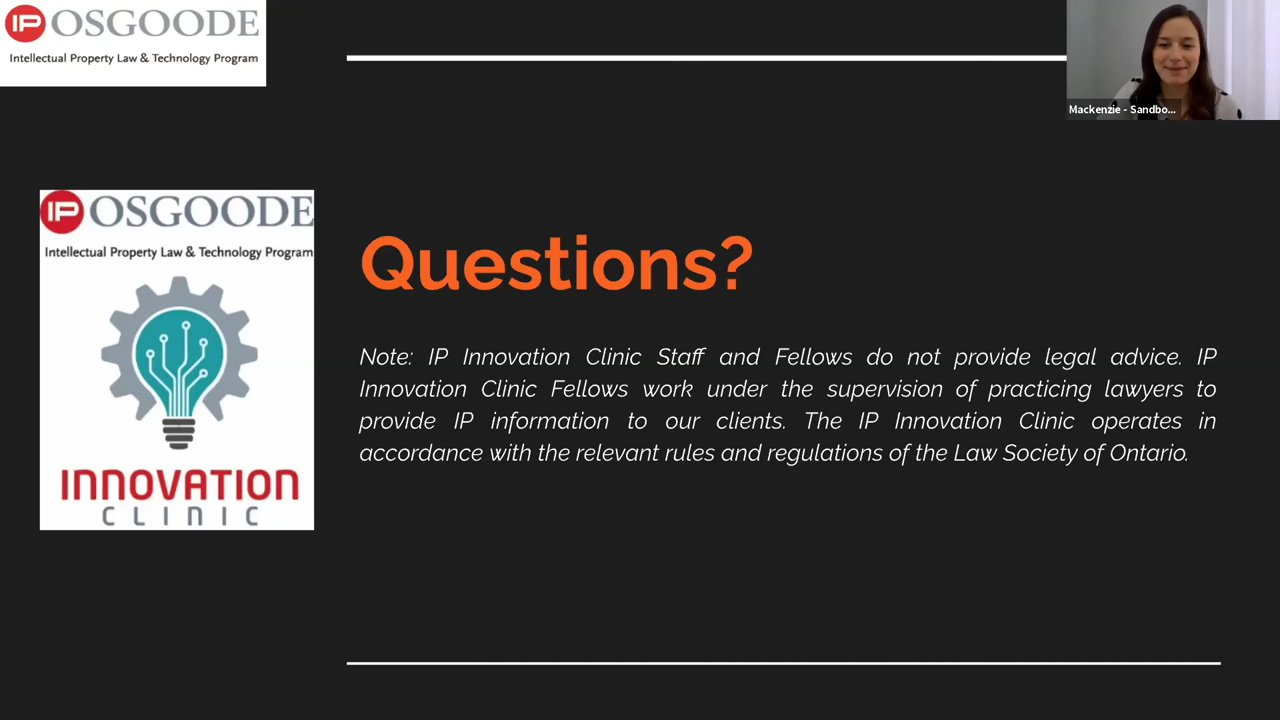 IP OSGOODE
Intellectual Property Law & Technology Program
Mackenzie - Sandbo...
IP OSGOODE
Intellectual Property Law & Technology Program
INNOVATION
CLINIC
Questions?
Note: IP Innovation Clinic Staff and Fellows do not provide legal advice. IP
Innovation Clinic Fellows work under the supervision of practicing lawyers to
provide IP information to our clients. The IP Innovation Clinic operates in
accordance with the relevant rules and regulations of the Law Society of Ontario.